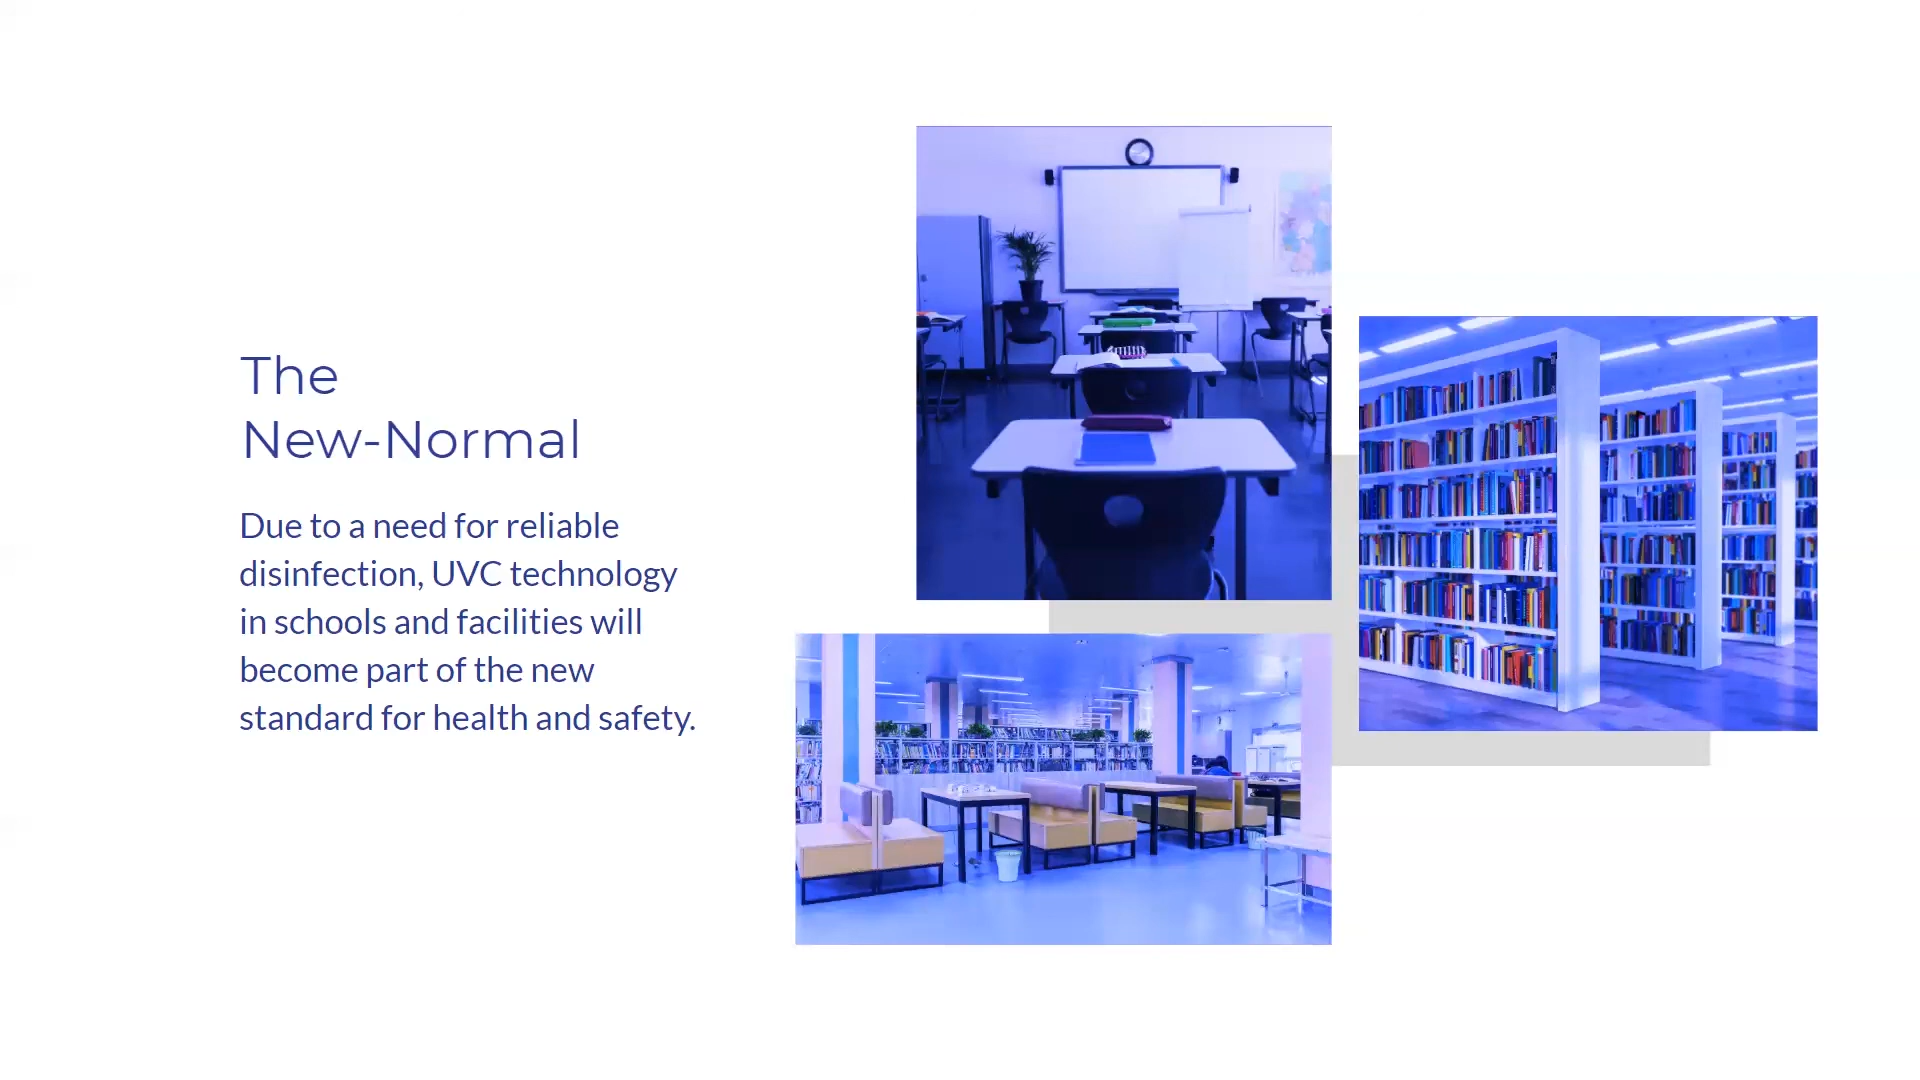 The
New-Normal
Due to a need for reliable
disinfection, UVC technology
in schools and facilities will
become part of the new
standard for health and safety.